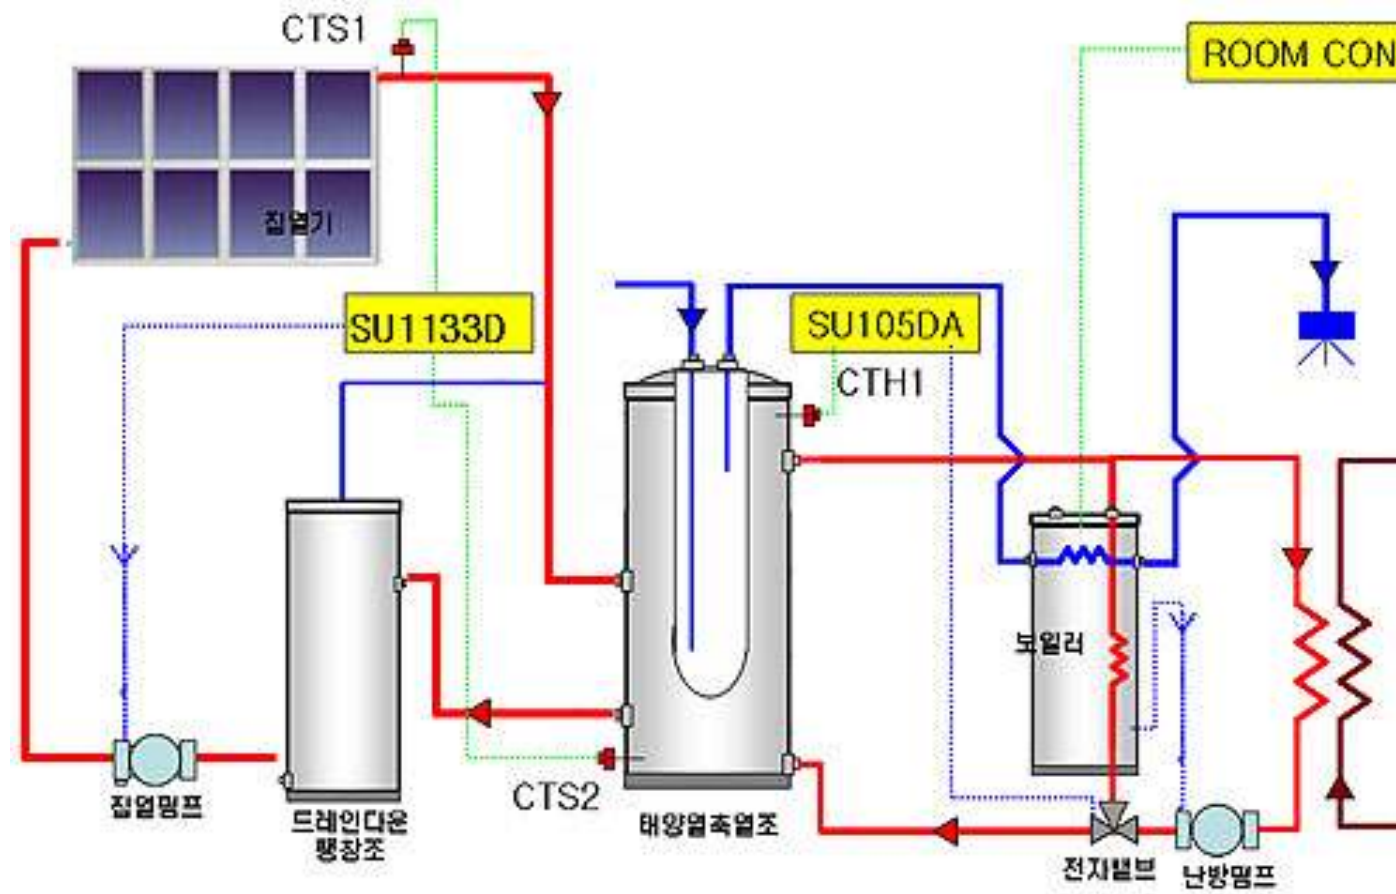 CTS1
ROOM CON
집열기
SU1133D
SU105DA
CTH1
보일러
CTS2
집열펌프
드레인다운
팽창조
태양열축열조
전자밸브
난방펌프